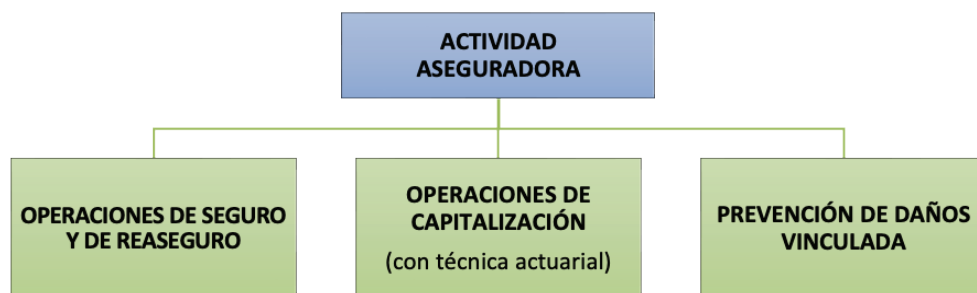 ACTIVIDAD
ASEGURADORA
OPERACIONES DE SEGURO
Y DE REASEGURO
OPERACIONES DE
CAPITALIZACIÓN
(con técnica actuarial)
PREVENCIÓN DE DAÑOS
VINCULADA